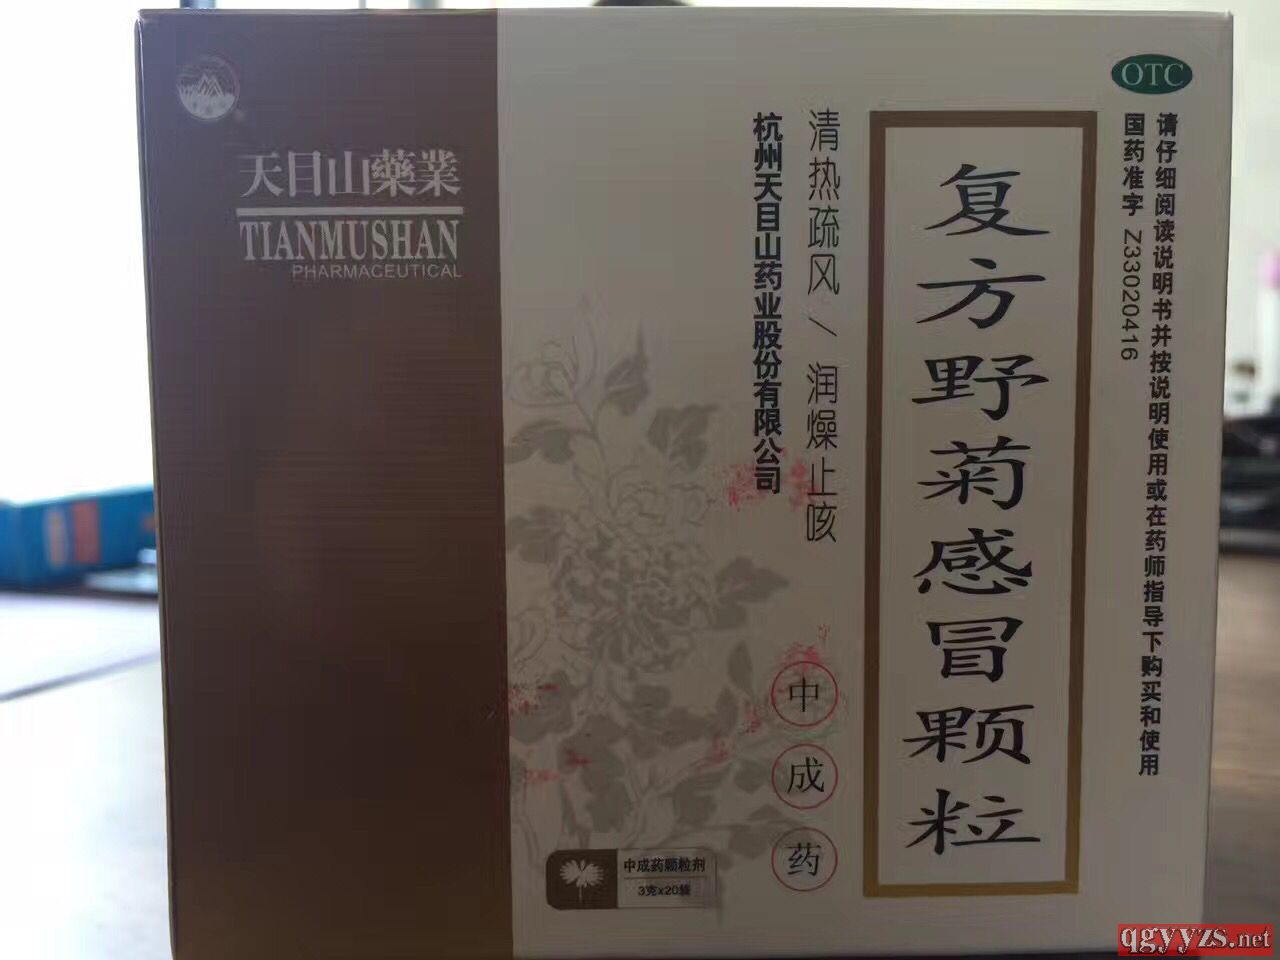 天目山藥業
TIANMUSHAN
PHARMACEUTICAL
OTC
请仔细阅读说明书并按说明使用或在药师指导下购买和使用
国药准字 Z33020416
复方野菊感冒颗粒
清热疏风/润燥止咳
杭州天目山药业股份有限公司
中成药
中成药颗粒剂
3克x20袋
qgyyzs.net